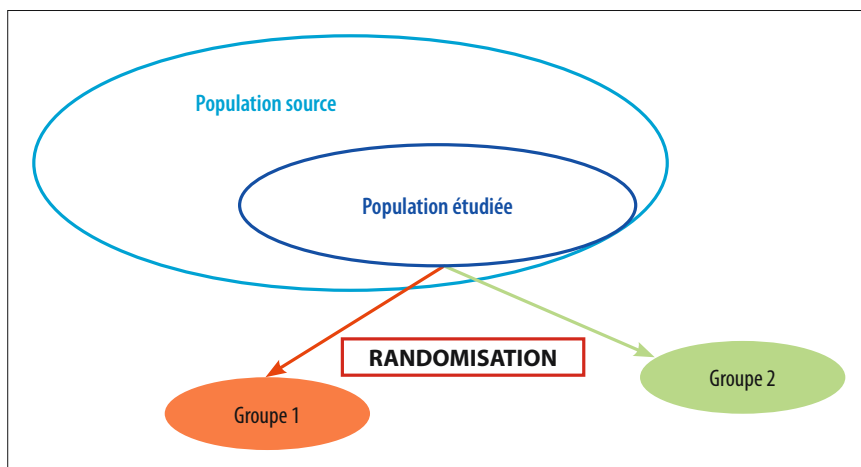 Population source
Population étudiée
RANDOMISATION
Groupe 2
Groupe 1